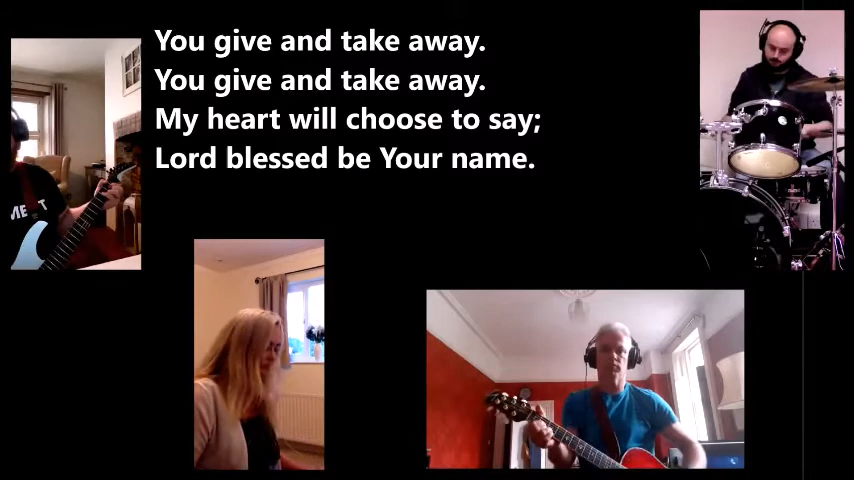 You give and take away.
You give and take away.
My heart will choose to say;
Lord blessed be Your name.